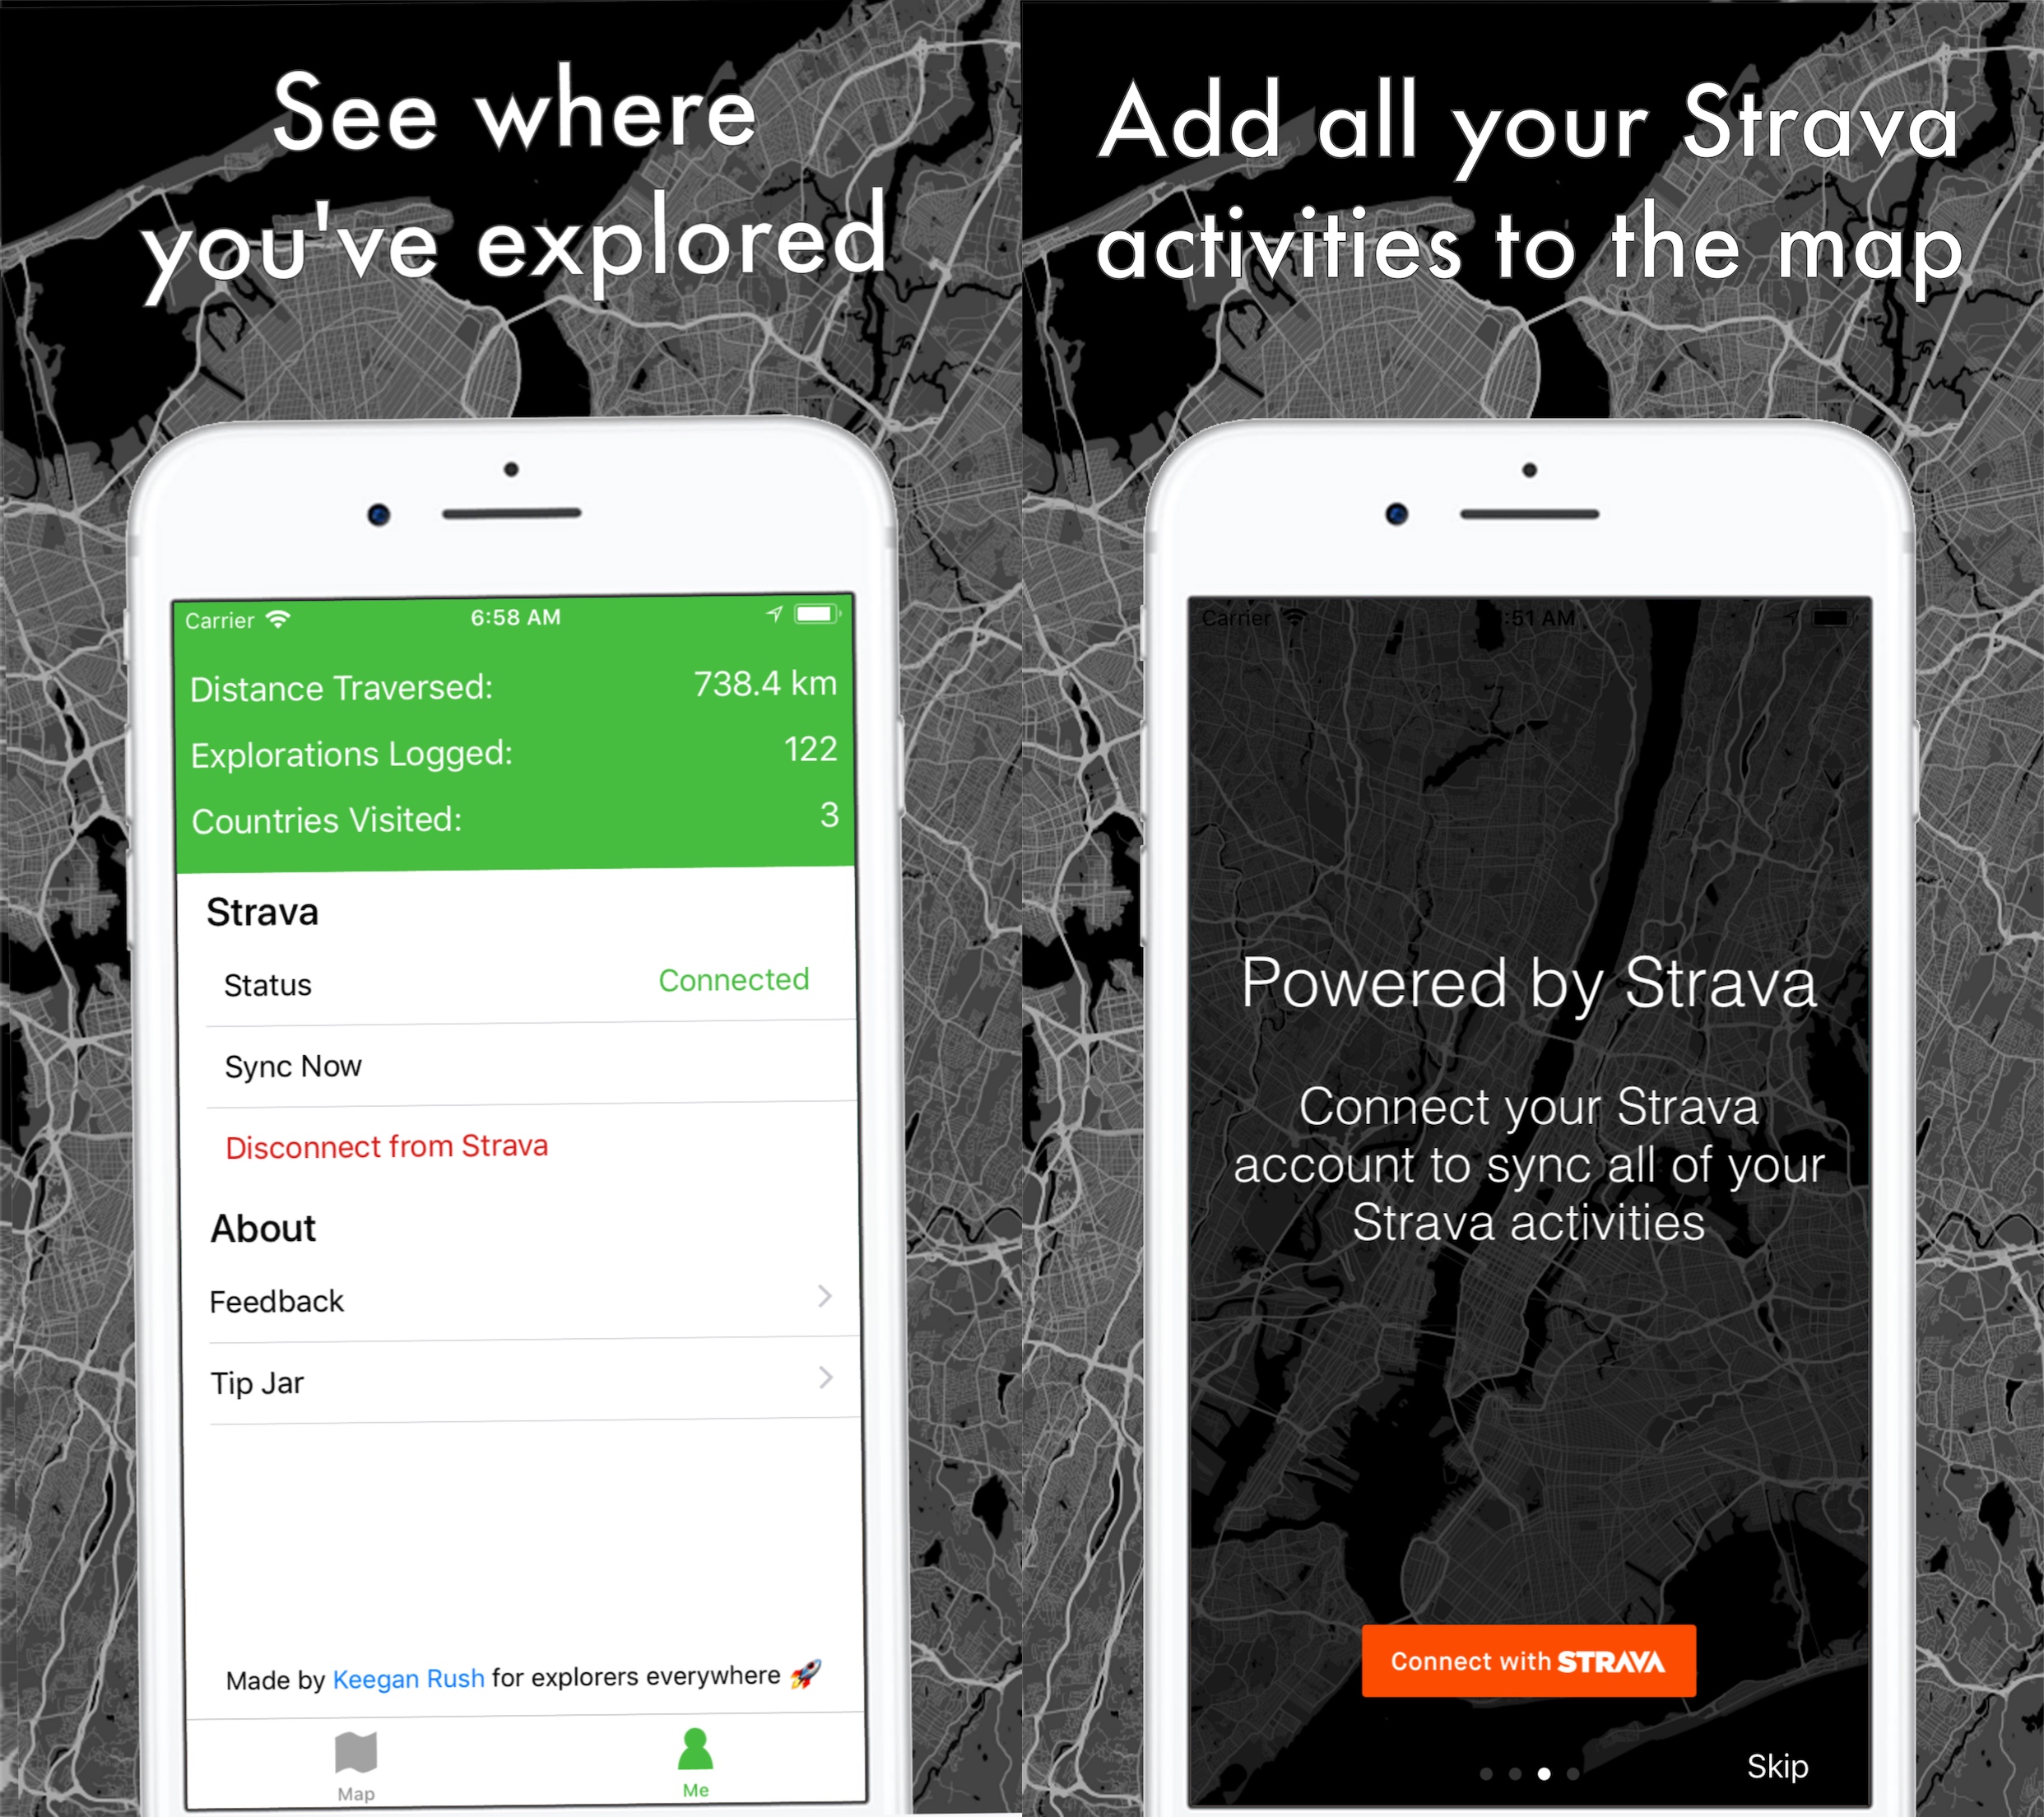 See where
you've explored
Carrier
6:58 AM
Distance Traversed: 738.4 km
Explorations Logged: 122
Countries Visited: 3
Strava
Status Connected
Sync Now
Disconnect from Strava
About
Feedback
Tip Jar
Made by Keegan Rush for explorers everywhere 🚀
Map
Me
Add all your Strava
activities to the map
Carrier
:51 AM
Powered by Strava
Connect your Strava
account to sync all of your
Strava activities
Connect with STRAVA
Skip